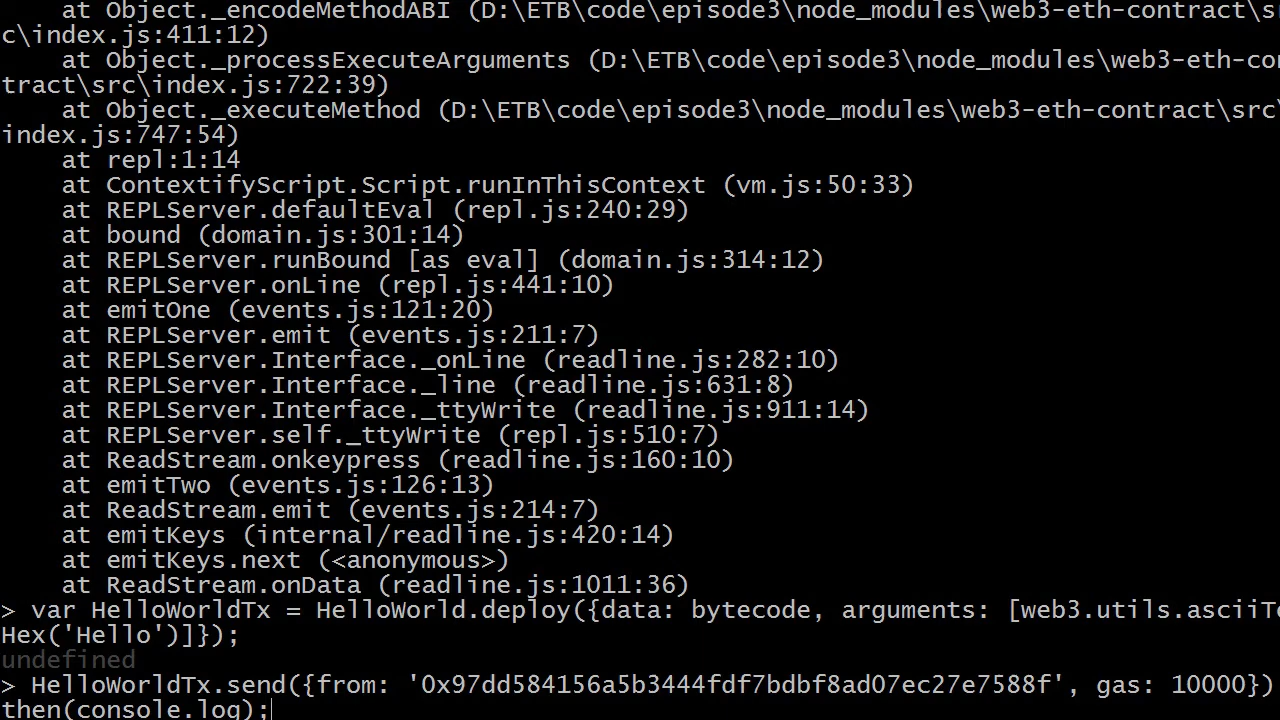 at Object._encodeMethodABI (D:\ETB\code\episode3\node_modules\web3-eth-contract\sr
c\index.js:411:12)
at Object._processExecuteArguments (D:\ETB\code\episode3\node_modules\web3-eth-con
tract\src\index.js:722:39)
at Object._executeMethod (D:\ETB\code\episode3\node_modules\web3-eth-contract\src\
index.js:747:54)
at repl:1:14
at ContextifyScript.Script.runInThisContext (vm.js:50:33)
at REPLServer.defaultEval (repl.js:240:29)
at bound (domain.js:301:14)
at REPLServer.runBound [as eval] (domain.js:314:12)
at REPLServer.onLine (repl.js:441:10)
at emitOne (events.js:121:20)
at REPLServer.emit (events.js:211:7)
at REPLServer.Interface._onLine (readline.js:282:10)
at REPLServer.Interface._line (readline.js:631:8)
at REPLServer.Interface._ttyWrite (readline.js:911:14)
at REPLServer.self._ttyWrite (repl.js:510:7)
at ReadStream.onkeypress (readline.js:160:10)
at emitTwo (events.js:126:13)
at ReadStream.emit (events.js:214:7)
at emitKeys (internal/readline.js:420:14)
at emitKeys.next (<anonymous>)
at ReadStream.onData (readline.js:1011:36)
> var HelloWorldTx = HelloWorld.deploy({data: bytecode, arguments: [web3.utils.asciiTo
Hex('Hello')]});
undefined
> HelloWorldTx.send({from: '0x97dd584156a5b3444fdf7bdbf8ad07ec27e7588f', gas: 10000})
then(console.log);